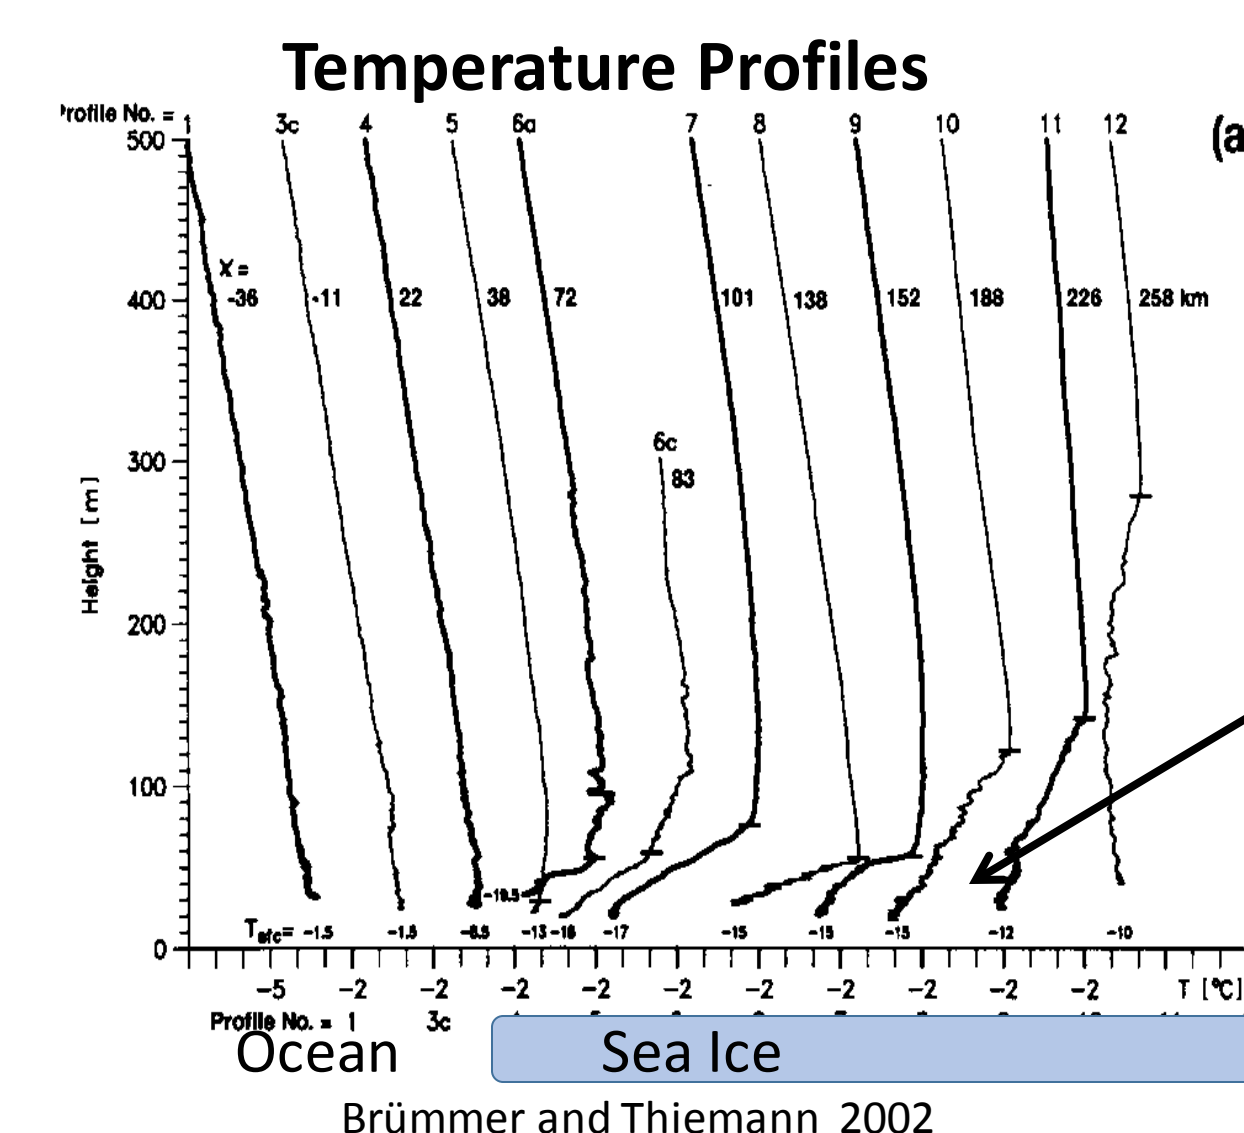 Temperature Profiles
Profile No. = 1 3c 4 5 6a 7 8 9 10 11 12
(a
500
X =
400 -36 -11 22 38 72 101 138 152 188 226 258 km
6c
300
83
Height [m]
200
100
-19.5
Tsfc= -1.5 -1.8 -8.5 -13 -16 -17 -15 -15 -15 -12 -10
0
-5 -2 -2 -2 -2 -2 -2 -2 -2 -2 -2 T [°C]
Profile No. = 1 3c
Ocean Sea Ice
Brümmer and Thiemann 2002